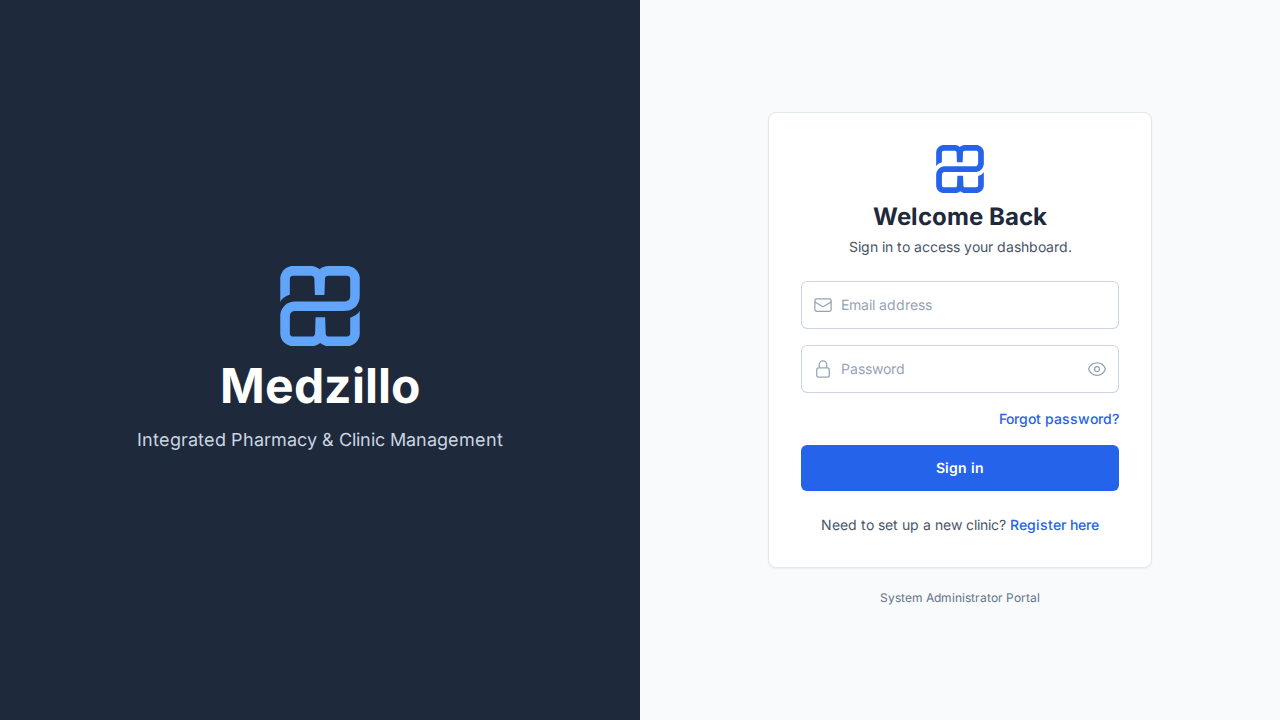 Medzillo
Integrated Pharmacy & Clinic Management
Welcome Back
Sign in to access your dashboard.
Email address
Password
Forgot password?
Sign in
Need to set up a new clinic? Register here
System Administrator Portal